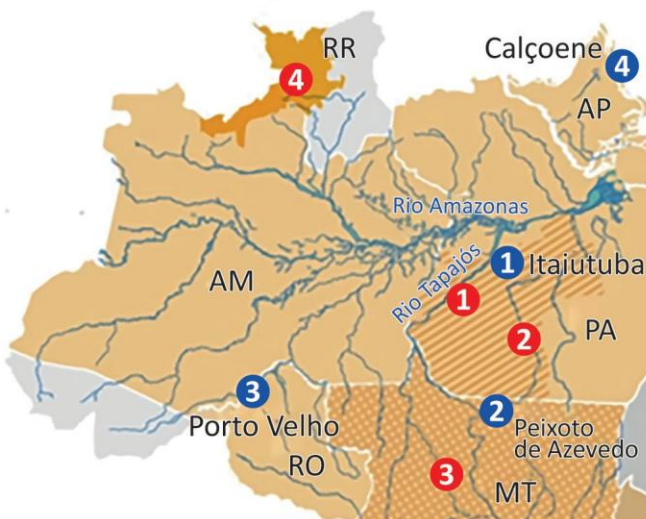 RR
4
Calçoene 4
AP
Rio Amazonas
1 Itaiutuba
AM
Rio Tapajós
1
2
PA
3
Porto Velho
2
Peixoto
de Azevedo
RO
3
MT